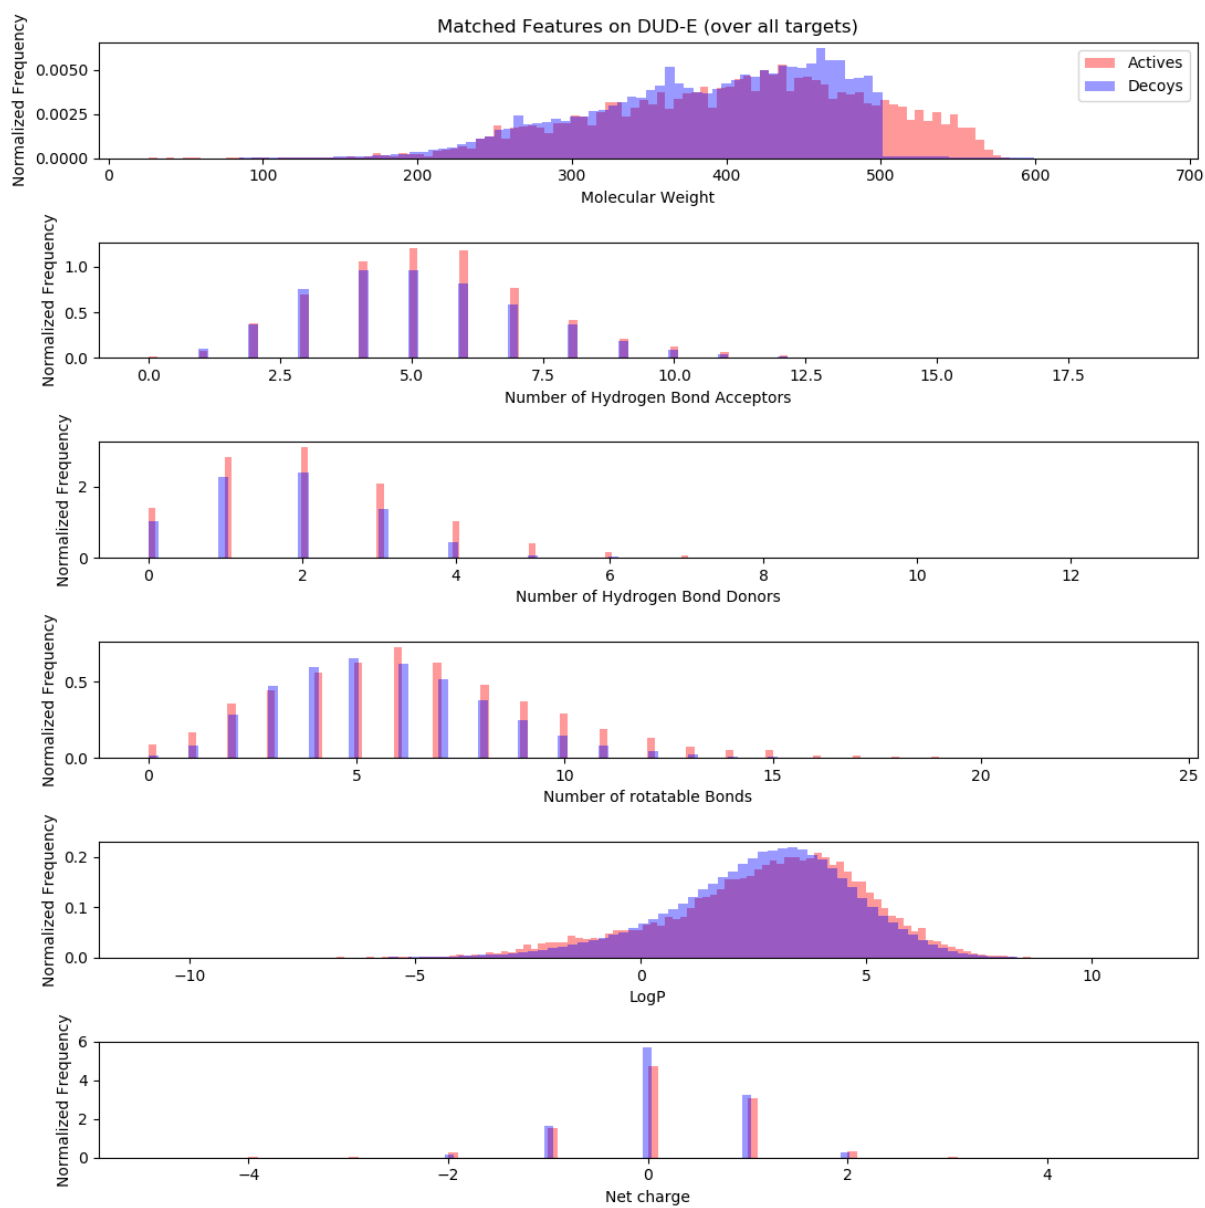 Matched Features on DUD-E (over all targets)
Normalized Frequency
0.0050
0.0025
0.0000
Actives
Decoys
0 100 200 300 400 500 600 700
Molecular Weight
Normalized Frequency
1.0
0.5
0.0
0.0 2.5 5.0 7.5 10.0 12.5 15.0 17.5
Number of Hydrogen Bond Acceptors
Normalized Frequency
2
0
0 2 4 6 8 10 12
Number of Hydrogen Bond Donors
Normalized Frequency
0.5
0.0
0 5 10 15 20 25
Number of rotatable Bonds
Normalized Frequency
0.2
0.1
0.0
−10 −5 0 5 10
LogP
Normalized Frequency
6
4
2
0
−4 −2 0 2 4
Net charge